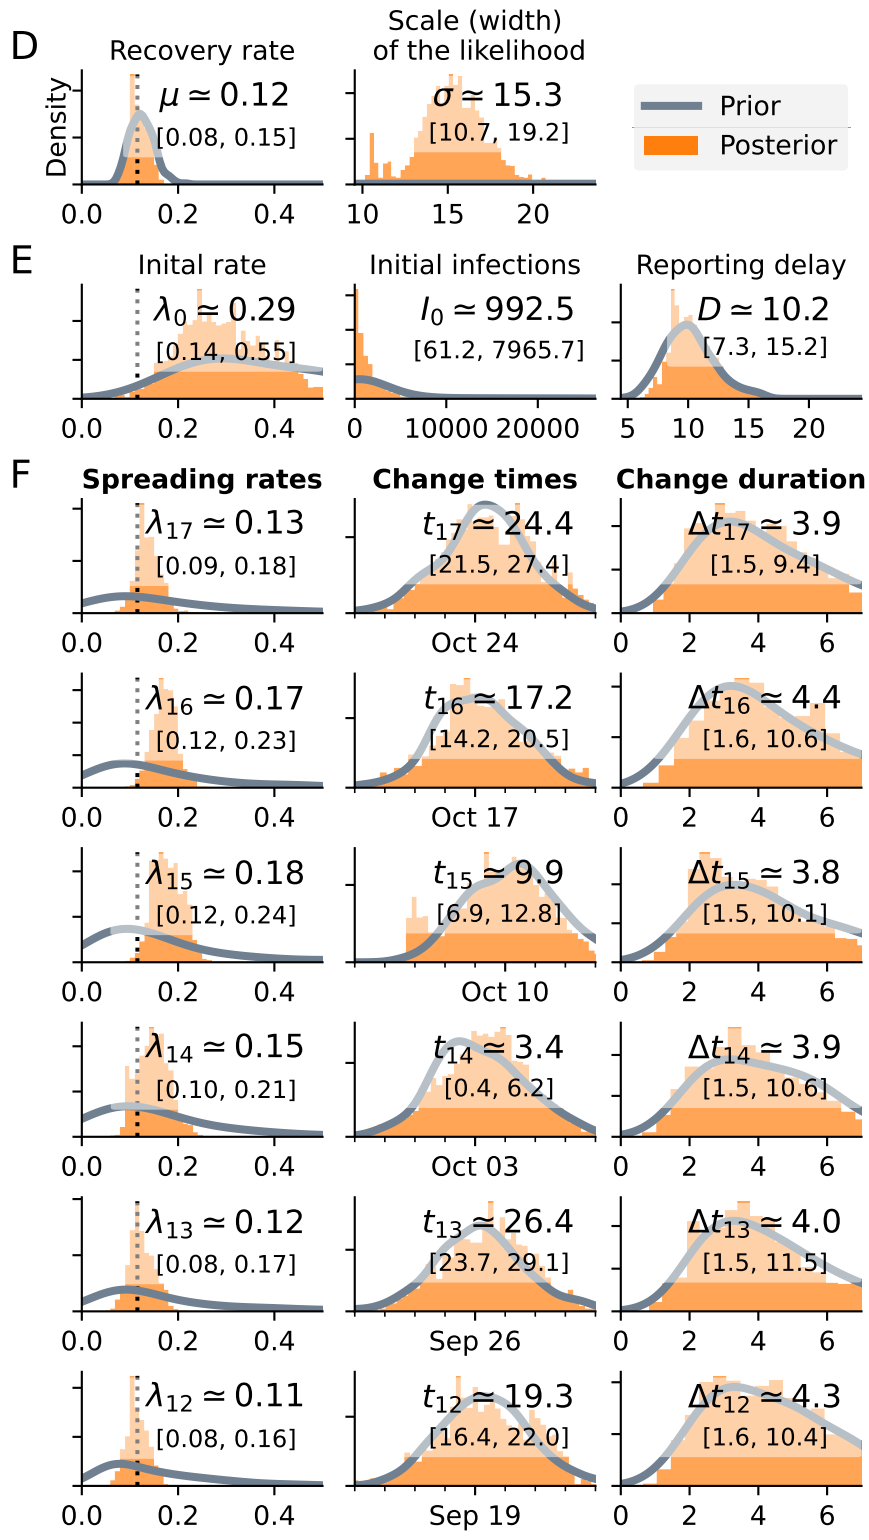 D
Recovery rate
Scale (width)
of the likelihood
Density
μ ≃ 0.12
[0.08, 0.15]
σ ≃ 15.3
[10.7, 19.2]
Prior
Posterior
0.0 0.2 0.4
10 15 20
E
Inital rate
Initial infections
Reporting delay
λ0 ≃ 0.29
[0.14, 0.55]
I0 ≃ 992.5
[61.2, 7965.7]
D ≃ 10.2
[7.3, 15.2]
0.0 0.2 0.4
0 10000 20000
5 10 15 20
F
Spreading rates
Change times
Change duration
λ17 ≃ 0.13
[0.09, 0.18]
t17 ≃ 24.4
[21.5, 27.4]
Δt17 ≃ 3.9
[1.5, 9.4]
0.0 0.2 0.4
Oct 24
0 2 4 6
λ16 ≃ 0.17
[0.12, 0.23]
t16 ≃ 17.2
[14.2, 20.5]
Δt16 ≃ 4.4
[1.6, 10.6]
0.0 0.2 0.4
Oct 17
0 2 4 6
λ15 ≃ 0.18
[0.12, 0.24]
t15 ≃ 9.9
[6.9, 12.8]
Δt15 ≃ 3.8
[1.5, 10.1]
0.0 0.2 0.4
Oct 10
0 2 4 6
λ14 ≃ 0.15
[0.10, 0.21]
t14 ≃ 3.4
[0.4, 6.2]
Δt14 ≃ 3.9
[1.5, 10.6]
0.0 0.2 0.4
Oct 03
0 2 4 6
λ13 ≃ 0.12
[0.08, 0.17]
t13 ≃ 26.4
[23.7, 29.1]
Δt13 ≃ 4.0
[1.5, 11.5]
0.0 0.2 0.4
Sep 26
0 2 4 6
λ12 ≃ 0.11
[0.08, 0.16]
t12 ≃ 19.3
[16.4, 22.0]
Δt12 ≃ 4.3
[1.6, 10.4]
0.0 0.2 0.4
Sep 19
0 2 4 6